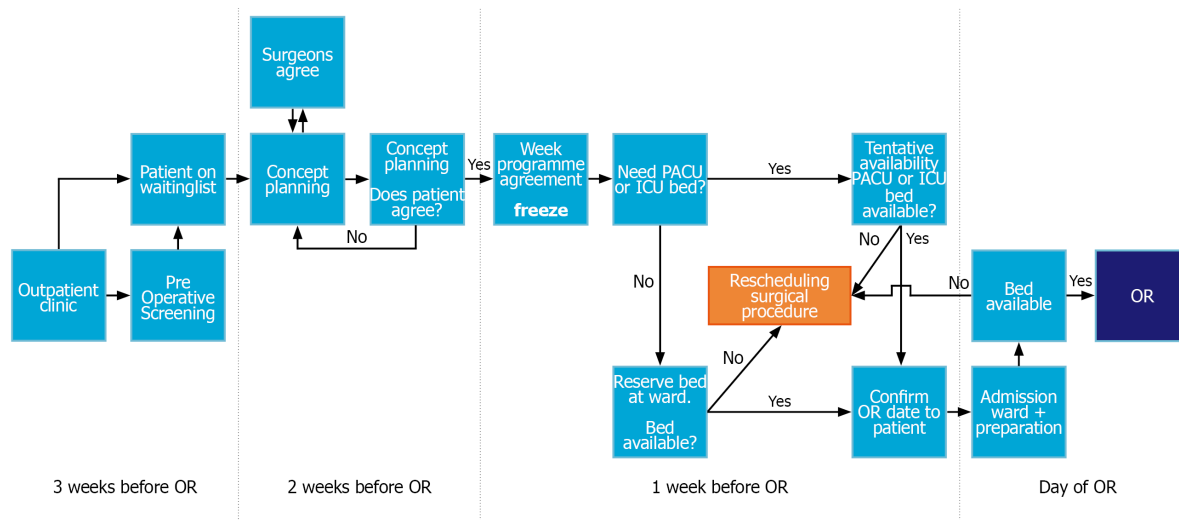 Surgeons
agree
Patient on
waitinglist
Concept
planning
Concept
planning
Does patient
agree?
Yes
No
Week
programme
agreement
freeze
Need PACU
or ICU bed?
Yes
No
Tentative
availability
PACU or ICU
bed
available?
No
Yes
Outpatient
clinic
Pre
Operative
Screening
Rescheduling
surgical
procedure
No
Bed
available
Yes
OR
Reserve bed
at ward.
Bed
available?
No
Yes
Confirm
OR date to
patient
Admission
ward +
preparation
3 weeks before OR
2 weeks before OR
1 week before OR
Day of OR